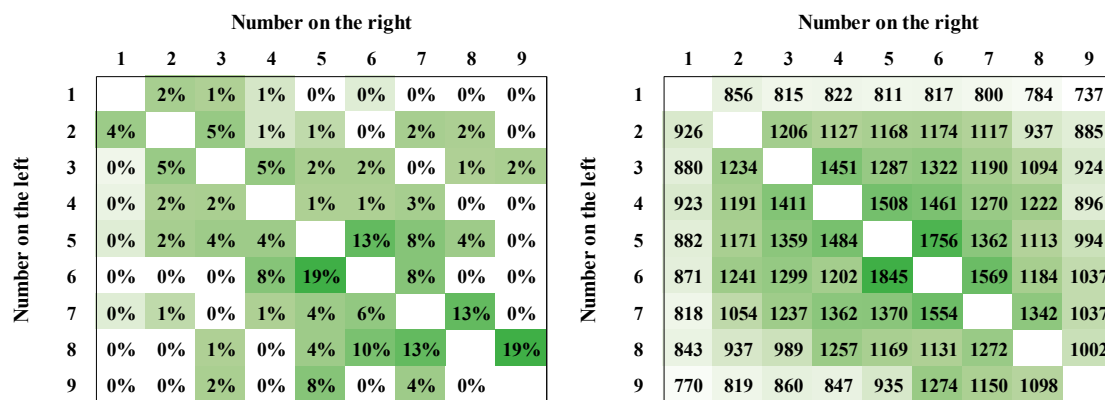 Number on the right
1 2 3 4 5 6 7 8 9
Number on the left
1 2% 1% 1% 0% 0% 0% 0% 0%
2 4% 5% 1% 1% 0% 2% 2% 0%
3 0% 5% 5% 2% 2% 0% 1% 2%
4 0% 2% 2% 1% 1% 3% 0% 0%
5 0% 2% 4% 4% 13% 8% 4% 0%
6 0% 0% 0% 8% 19% 8% 0% 0%
7 0% 1% 0% 1% 4% 6% 13% 0%
8 0% 0% 1% 0% 4% 10% 13% 19%
9 0% 0% 2% 0% 8% 0% 4% 0%
Number on the right
1 2 3 4 5 6 7 8 9
Number on the left
1 856 815 822 811 817 800 784 737
2 926 1206 1127 1168 1174 1117 937 885
3 880 1234 1451 1287 1322 1190 1094 924
4 923 1191 1411 1508 1461 1270 1222 896
5 882 1171 1359 1484 1756 1362 1113 994
6 871 1241 1299 1202 1845 1569 1184 1037
7 818 1054 1237 1362 1370 1554 1342 1037
8 843 937 989 1257 1169 1131 1272 1002
9 770 819 860 847 935 1274 1150 1098